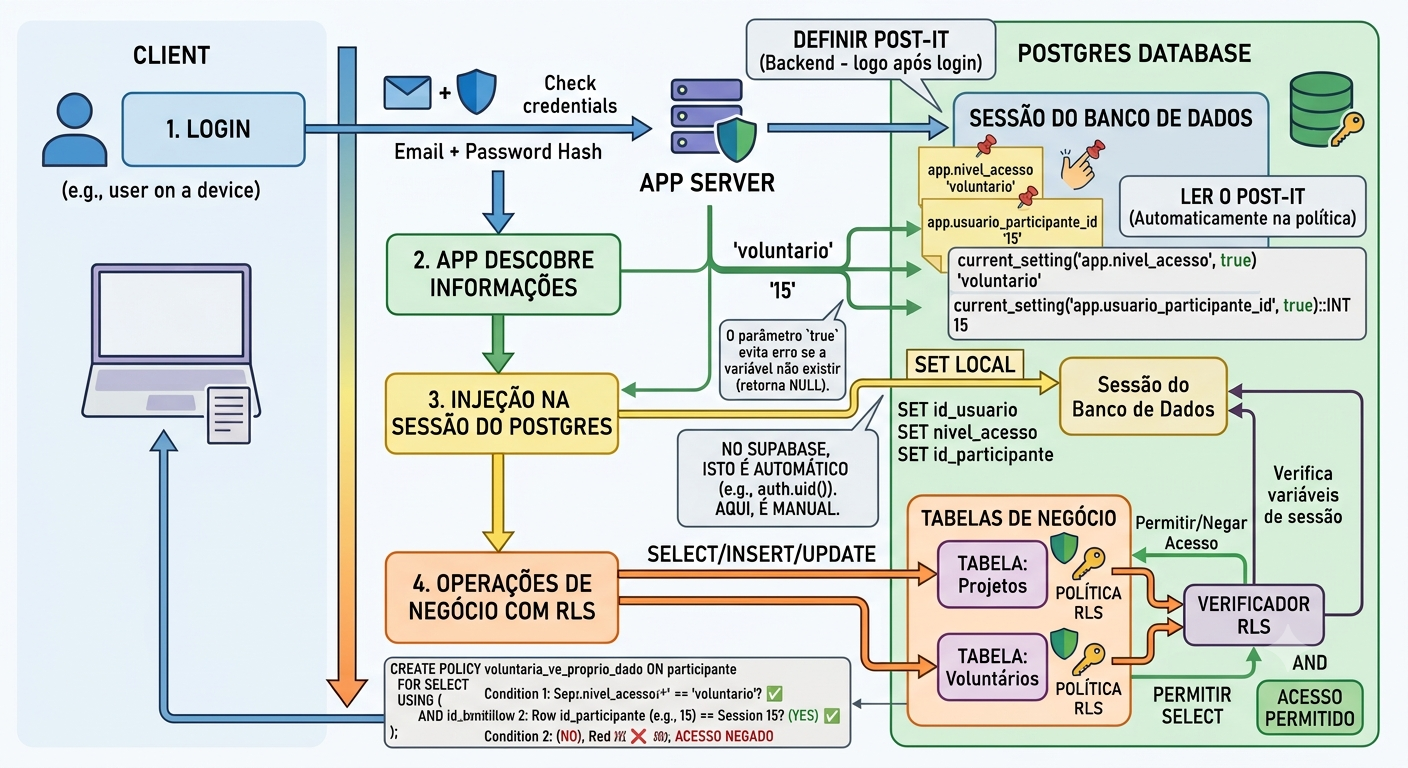 CLIENT
1. LOGIN
(e.g., user on a device)
+
Check
credentials
Email + Password Hash
APP SERVER
DEFINIR POST-IT
(Backend - logo após login)
POSTGRES DATABASE
SESSÃO DO BANCO DE DADOS
app.nivel_acesso
'voluntario'
app.usuario_participante_id
'15'
LER O POST-IT
(Automaticamente na política)
current_setting('app.nivel_acesso', true)
'voluntario'
current_setting('app.usuario_participante_id', true)::INT
15
2. APP DESCOBRE
INFORMAÇÕES
'voluntario'
'15'
O parâmetro `true`
evita erro se a
variável não existir
(retorna NULL).
3. INJEÇÃO NA
SESSÃO DO POSTGRES
SET LOCAL
Sessão do
Banco de Dados
SET id_usuario
SET nivel_acesso
SET id_participante
NO SUPABASE,
ISTO É AUTOMÁTICO
(e.g., auth.uid()).
AQUI, É MANUAL.
Verifica
variáveis
de sessão
4. OPERAÇÕES DE
NEGÓCIO COM RLS
SELECT/INSERT/UPDATE
TABELAS DE NEGÓCIO
TABELA:
Projetos
POLÍTICA
RLS
TABELA:
Voluntários
POLÍTICA
RLS
Permitir/Negar
Acesso
VERIFICADOR
RLS
PERMITIR
SELECT
AND
ACESSO
PERMITIDO
CREATE POLICY voluntaria_ve_proprio_dado ON participante
FOR SELECT
USING (
Condition 1: == 'voluntario'? ✅
AND 2: Row id_participante (e.g., 15) == Session 15? (YES) ✅
);
Condition 2: (NO), Red ❌ ACESSO NEGADO